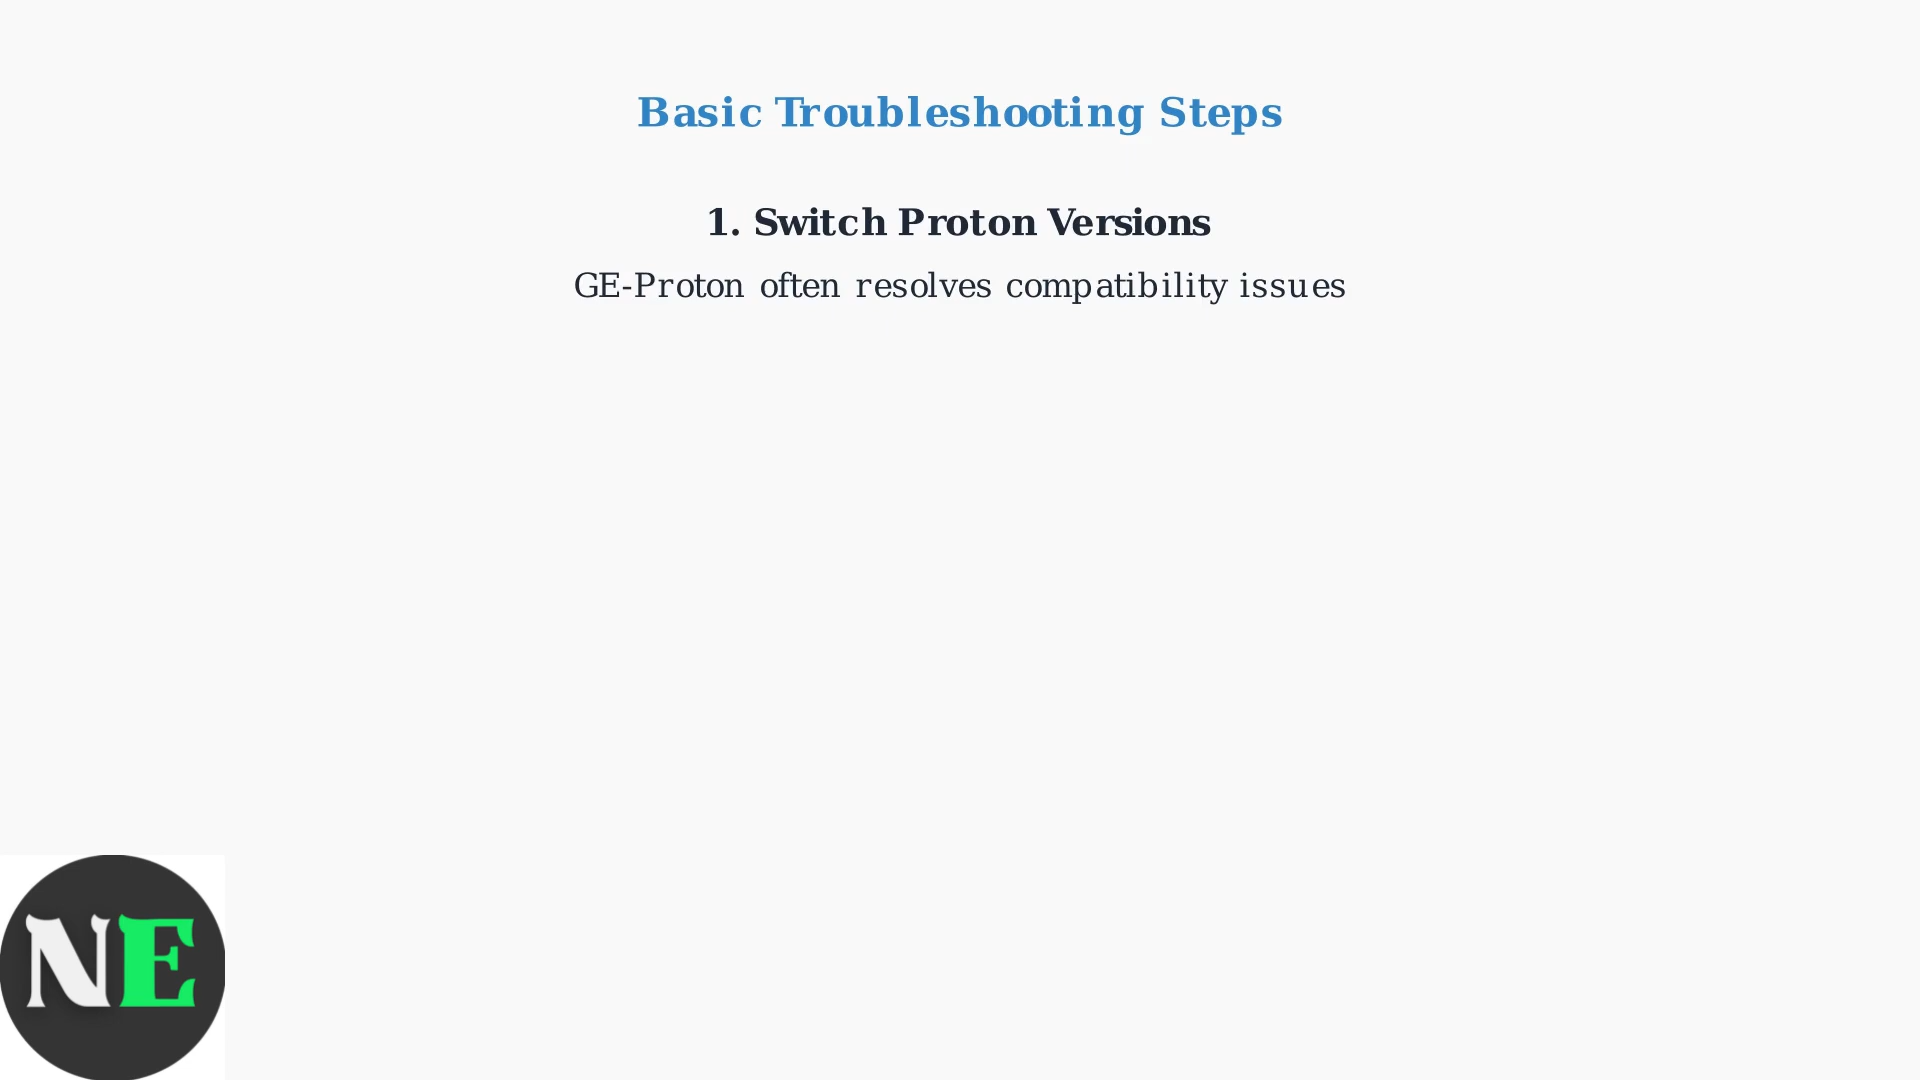 Basic Troubleshooting Steps
1. Switch Proton Versions
GE-Proton often resolves compatibility issues
NE